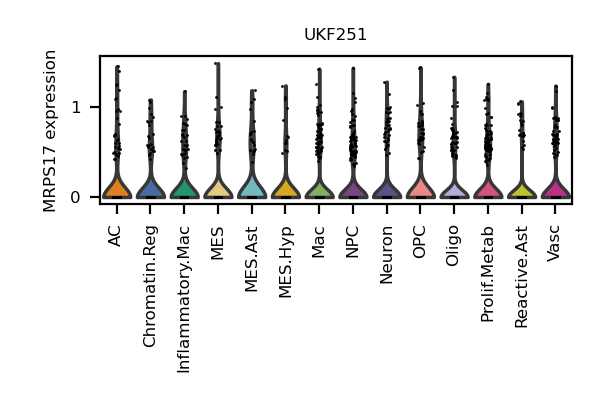 UKF251
MRPS17 expression
1
0
AC
Chromatin.Reg
Inflammatory.Mac
MES
MES.Ast
MES.Hyp
Mac
NPC
Neuron
OPC
Oligo
Prolif.Metab
Reactive.Ast
Vasc